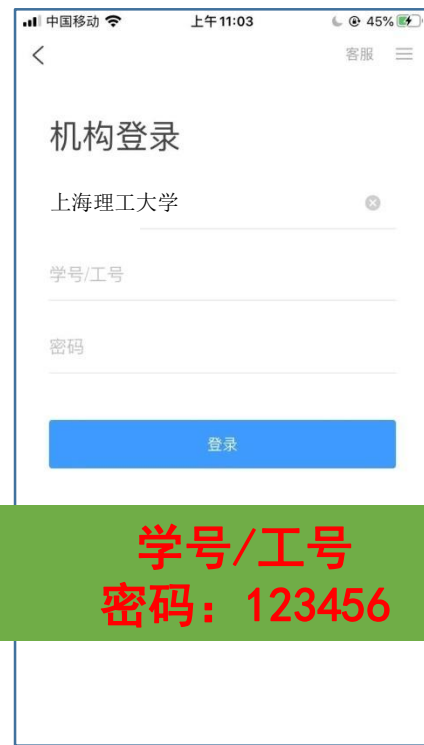 中国移动 上午11:03 45%
客服
机构登录
上海理工大学
学号/工号
密码
登录
学号/工号
密码：123456